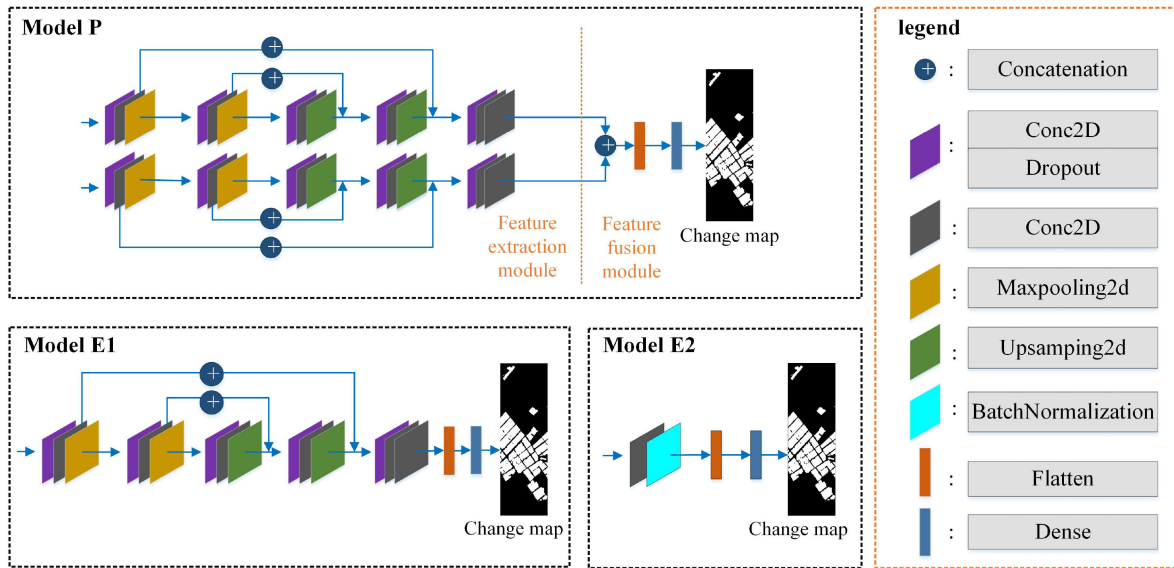 Model P
Feature
extraction
module
Feature
fusion
module
Change map
Model E1
Change map
Model E2
Change map
legend
+ : Concatenation
: Conc2D
Dropout
: Conc2D
: Maxpooling2d
: Upsamping2d
: BatchNormalization
: Flatten
: Dense